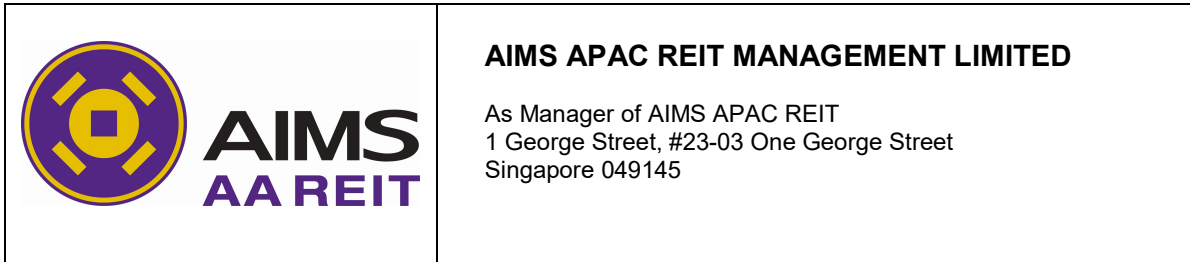 AIMS
AA REIT
AIMS APAC REIT MANAGEMENT LIMITED
As Manager of AIMS APAC REIT
1 George Street, #23-03 One George Street
Singapore 049145